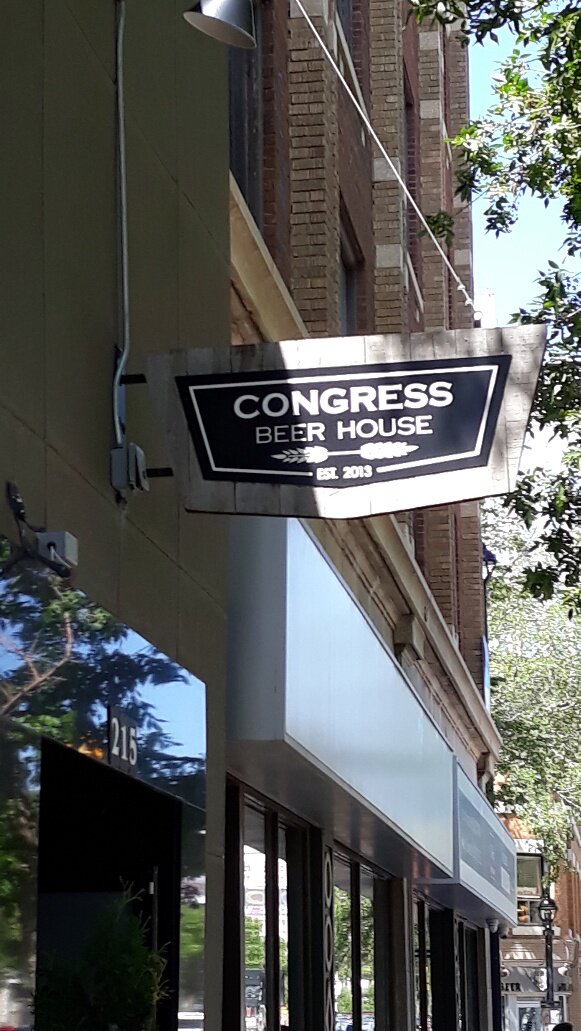 CONGRESS
BEER HOUSE
EST. 2013
215